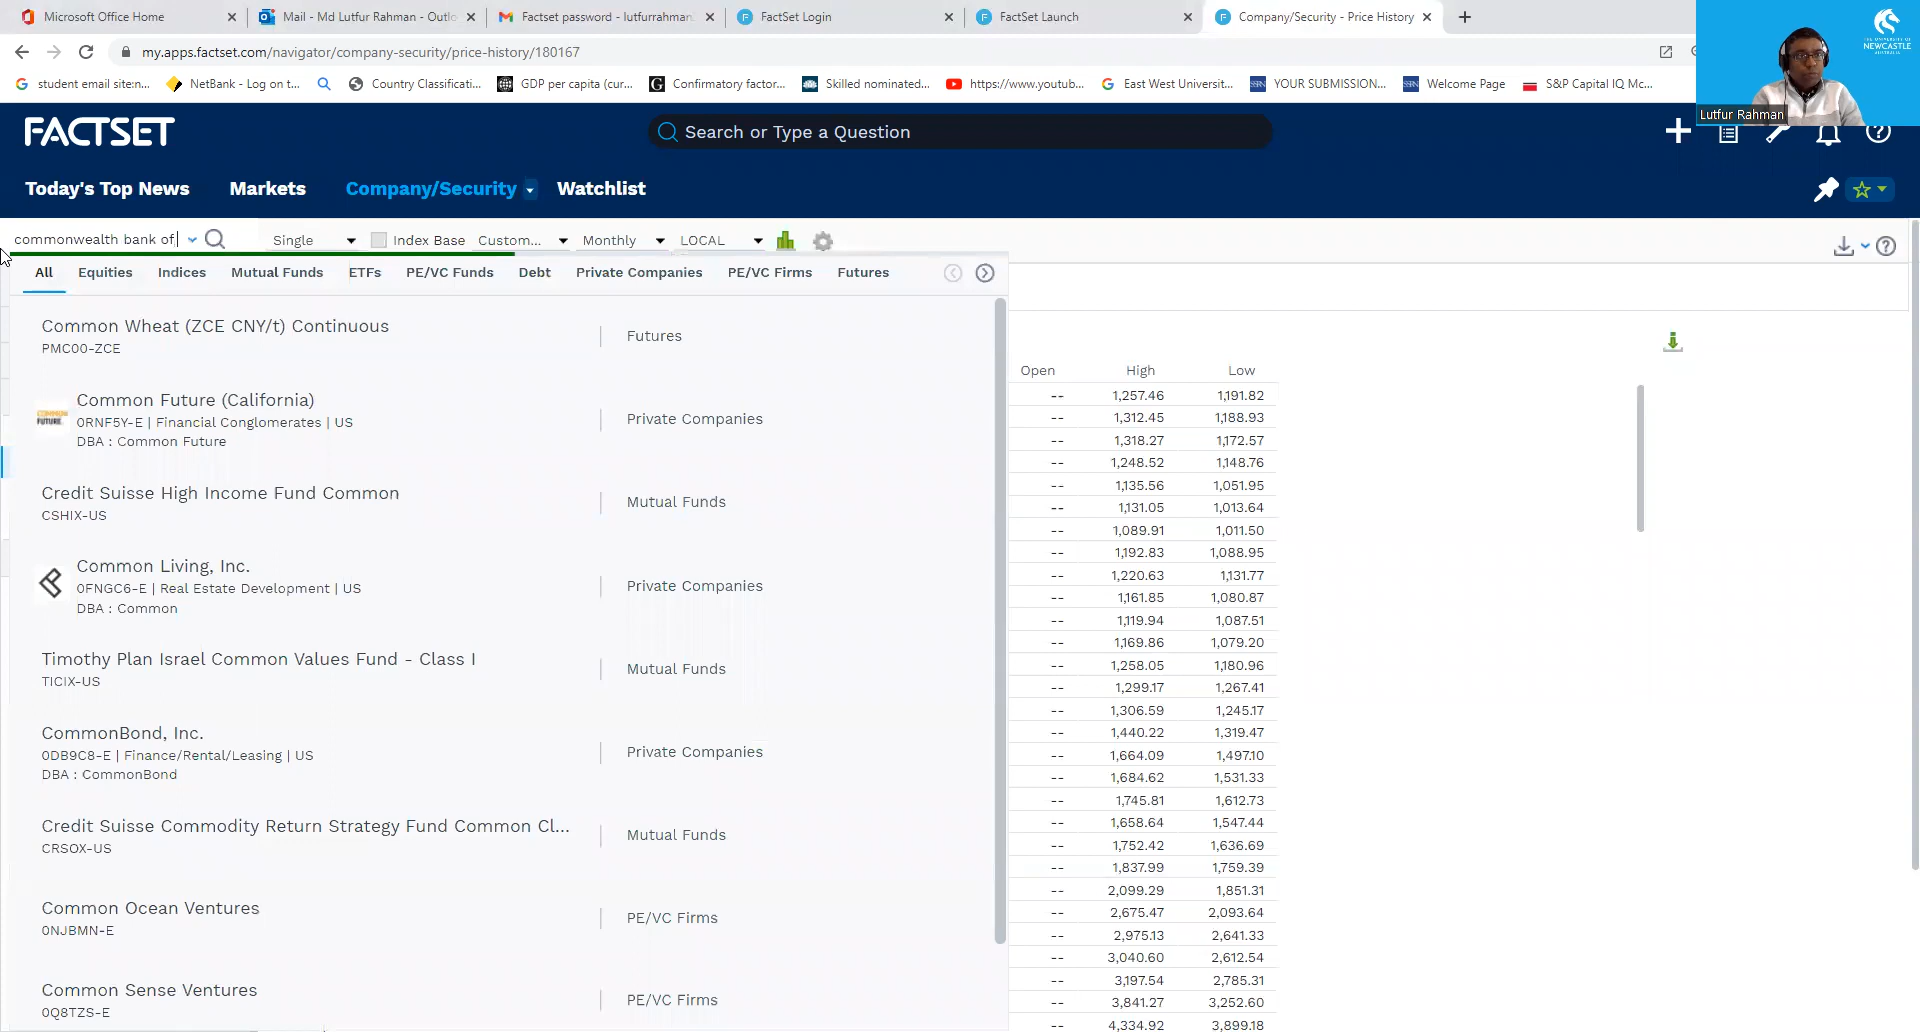 Microsoft Office Home
Mail - Md Lutfur Rahman - Outlo
Factset password - lutfurrahman
FactSet Login
FactSet Launch
Company/Security - Price History
my.apps.factset.com/navigator/company-security/price-history/180167
student email site:n...
NetBank - Log on t...
Country Classificati...
GDP per capita (cur...
Confirmatory factor...
Skilled nominated...
https://www.youtub...
East West Universit...
YOUR SUBMISSION...
Welcome Page
S&P Capital IQ Mc...
THE UNIVERSITY OF
NEWCASTLE
AUSTRALIA
Lutfur Rahman
FACTSET
Search or Type a Question
Today's Top News
Markets
Company/Security
Watchlist
commonwealth bank of
Single
Index Base
Custom...
Monthly
LOCAL
All
Equities
Indices
Mutual Funds
ETFs
PE/VC Funds
Debt
Private Companies
PE/VC Firms
Futures
Common Wheat (ZCE CNY/t) Continuous
PMC00-ZCE
Futures
COMMON
FUTURE
Common Future (California)
0RNF5Y-E | Financial Conglomerates | US
DBA : Common Future
Private Companies
Credit Suisse High Income Fund Common
CSHIX-US
Mutual Funds
Common Living, Inc.
0FNGC6-E | Real Estate Development | US
DBA : Common
Private Companies
Timothy Plan Israel Common Values Fund - Class I
TICIX-US
Mutual Funds
CommonBond, Inc.
0DB9C8-E | Finance/Rental/Leasing | US
DBA : CommonBond
Private Companies
Credit Suisse Commodity Return Strategy Fund Common Cl...
CRSOX-US
Mutual Funds
Common Ocean Ventures
0NJBMN-E
PE/VC Firms
Common Sense Ventures
0Q8TZS-E
PE/VC Firms
Open High Low
-- 1,257.46 1,191.82
-- 1,312.45 1,188.93
-- 1,318.27 1,172.57
-- 1,248.52 1,148.76
-- 1,135.56 1,051.95
-- 1,131.05 1,013.64
-- 1,089.91 1,011.50
-- 1,192.83 1,088.95
-- 1,220.63 1,131.77
-- 1,161.85 1,080.87
-- 1,119.94 1,087.51
-- 1,169.86 1,079.20
-- 1,258.05 1,180.96
-- 1,299.17 1,267.41
-- 1,306.59 1,245.17
-- 1,440.22 1,319.47
-- 1,664.09 1,497.10
-- 1,684.62 1,531.33
-- 1,745.81 1,612.73
-- 1,658.64 1,547.44
-- 1,752.42 1,636.69
-- 1,837.99 1,759.39
-- 2,099.29 1,851.31
-- 2,675.47 2,093.64
-- 2,975.13 2,641.33
-- 3,040.60 2,612.54
-- 3,197.54 2,785.31
-- 3,841.27 3,252.60
-- 4,334.92 3,899.18